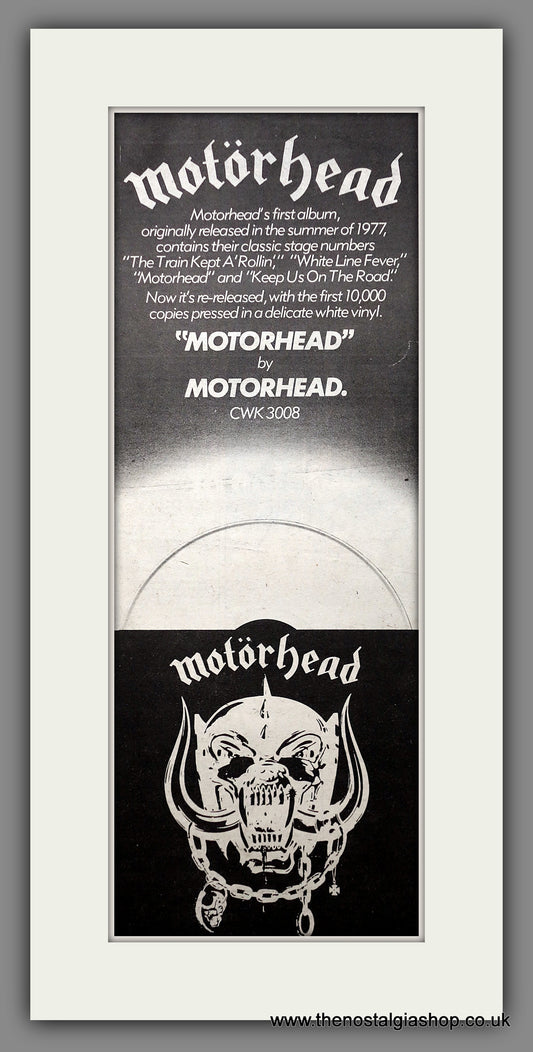 motörhead
Motorhead's first album,
originally released in the summer of 1977,
contains their classic stage numbers
"The Train Kept A'Rollin'," "White Line Fever,"
"Motorhead" and "Keep Us On The Road."
Now it's re-released, with the first 10,000
copies pressed in a delicate white vinyl.
"MOTORHEAD"
by
MOTORHEAD.
CWK 3008
motörhead
www.thenostalgiashop.co.uk